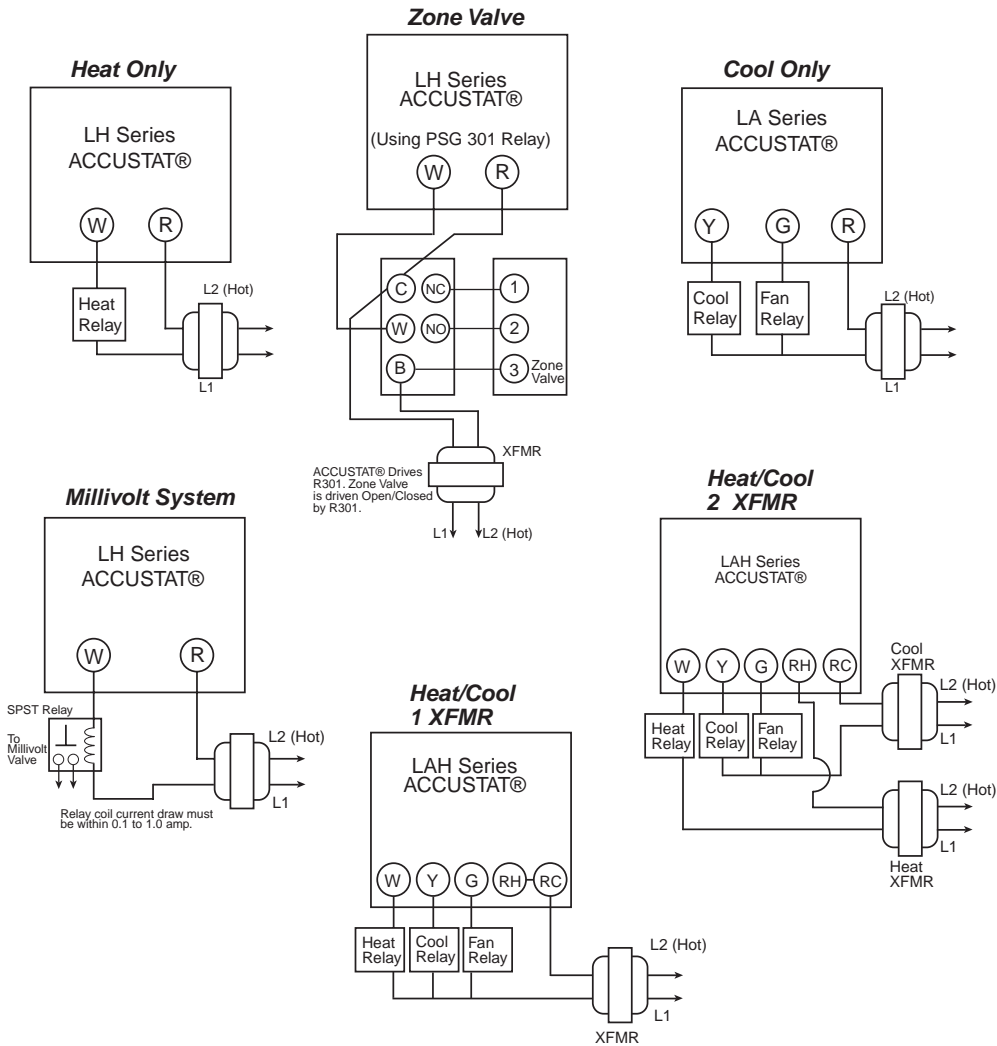 Zone Valve
LH Series
ACCUSTAT®
(Using PSG 301 Relay)
W
R
C
NC
1
W
NO
2
B
3
Zone
Valve
XFMR
ACCUSTAT® Drives
R301. Zone Valve
is driven Open/Closed
by R301.
L1
L2 (Hot)
Heat Only
LH Series
ACCUSTAT®
W
R
Heat
Relay
L2 (Hot)
L1
Cool Only
LA Series
ACCUSTAT®
Y
G
R
Cool
Relay
Fan
Relay
L2 (Hot)
L1
Millivolt System
LH Series
ACCUSTAT®
W
R
SPST Relay
To
Millivolt
Valve
L2 (Hot)
L1
Relay coil current draw must
be within 0.1 to 1.0 amp.
Heat/Cool
1 XFMR
LAH Series
ACCUSTAT®
W
Y
G
RH
RC
Heat
Relay
Cool
Relay
Fan
Relay
L2 (Hot)
L1
XFMR
Heat/Cool
2 XFMR
LAH Series
ACCUSTAT®
W
Y
G
RH
RC
Heat
Relay
Cool
Relay
Fan
Relay
Cool
XFMR
L2 (Hot)
L1
L2 (Hot)
L1
Heat
XFMR